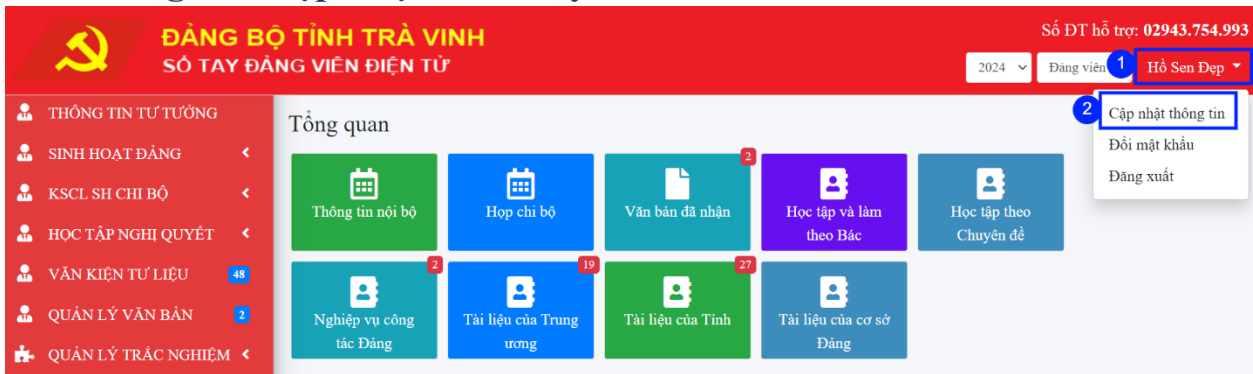 ĐẢNG BỘ TỈNH TRÀ VINH
SỔ TAY ĐẢNG VIÊN ĐIỆN TỬ
Số ĐT hỗ trợ: 02943.754.993
2024
Đảng viên
1
Hồ Sen Đẹp
2
Cập nhật thông tin
Đổi mật khẩu
Đăng xuất
THÔNG TIN TƯ TƯỞNG
SINH HOẠT ĐẢNG
KSCL SH CHI BỘ
HỌC TẬP NGHỊ QUYẾT
VĂN KIỆN TƯ LIỆU 48
QUẢN LÝ VĂN BẢN 2
QUẢN LÝ TRẮC NGHIỆM
Tổng quan
Thông tin nội bộ
Họp chi bộ
2
Văn bản đã nhận
Học tập và làm
theo Bác
Học tập theo
Chuyên đề
2
Nghiệp vụ công
tác Đảng
19
Tài liệu của Trung
ương
27
Tài liệu của Tỉnh
Tài liệu của cơ sở
Đảng